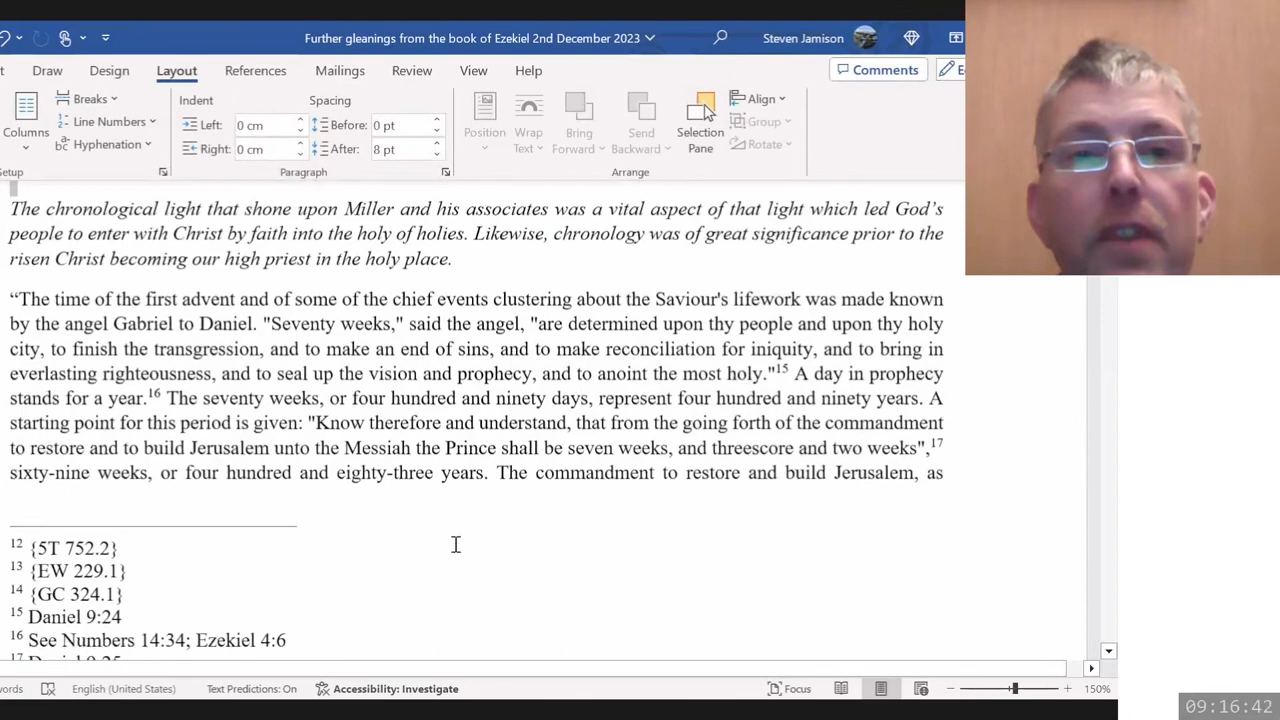 Further gleanings from the book of Ezekiel 2nd December 2023
Steven Jamison
Draw Design Layout References Mailings Review View Help
Comments
Columns
Breaks
Line Numbers
Hyphenation
Indent
Left: 0 cm
Right: 0 cm
Spacing
Before: 0 pt
After: 8 pt
Position
Wrap Text
Bring Forward
Send Backward
Selection Pane
Align
Group
Rotate
Setup
Paragraph
Arrange
The chronological light that shone upon Miller and his associates was a vital aspect of that light which led God's
people to enter with Christ by faith into the holy of holies. Likewise, chronology was of great significance prior to the
risen Christ becoming our high priest in the holy place.
“The time of the first advent and of some of the chief events clustering about the Saviour's lifework was made known
by the angel Gabriel to Daniel. "Seventy weeks," said the angel, "are determined upon thy people and upon thy holy
city, to finish the transgression, and to make an end of sins, and to make reconciliation for iniquity, and to bring in
everlasting righteousness, and to seal up the vision and prophecy, and to anoint the most holy."15 A day in prophecy
stands for a year.16 The seventy weeks, or four hundred and ninety days, represent four hundred and ninety years. A
starting point for this period is given: "Know therefore and understand, that from the going forth of the commandment
to restore and to build Jerusalem unto the Messiah the Prince shall be seven weeks, and threescore and two weeks",17
sixty-nine weeks, or four hundred and eighty-three years. The commandment to restore and build Jerusalem, as
12 {5T 752.2}
13 {EW 229.1}
14 {GC 324.1}
15 Daniel 9:24
16 See Numbers 14:34; Ezekiel 4:6
17 Daniel 9:25
words English (United States) Text Predictions: On Accessibility: Investigate Focus 150%
09:16:42